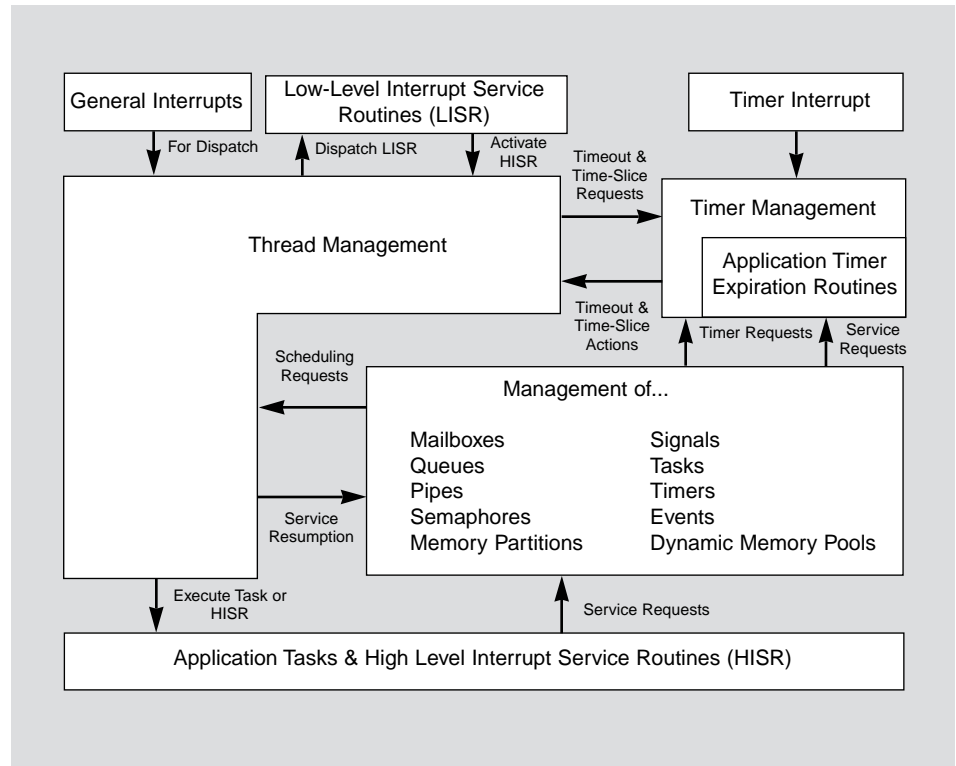 General Interrupts
Low-Level Interrupt Service
Routines (LISR)
Timer Interrupt
For Dispatch
Dispatch LISR
Activate
HISR
Timeout &
Time-Slice
Requests
Thread Management
Timer Management
Application Timer
Expiration Routines
Timeout &
Time-Slice
Actions
Timer Requests
Service
Requests
Scheduling
Requests
Management of...
Mailboxes
Queues
Pipes
Semaphores
Memory Partitions
Signals
Tasks
Timers
Events
Dynamic Memory Pools
Service
Resumption
Execute Task or
HISR
Service Requests
Application Tasks & High Level Interrupt Service Routines (HISR)